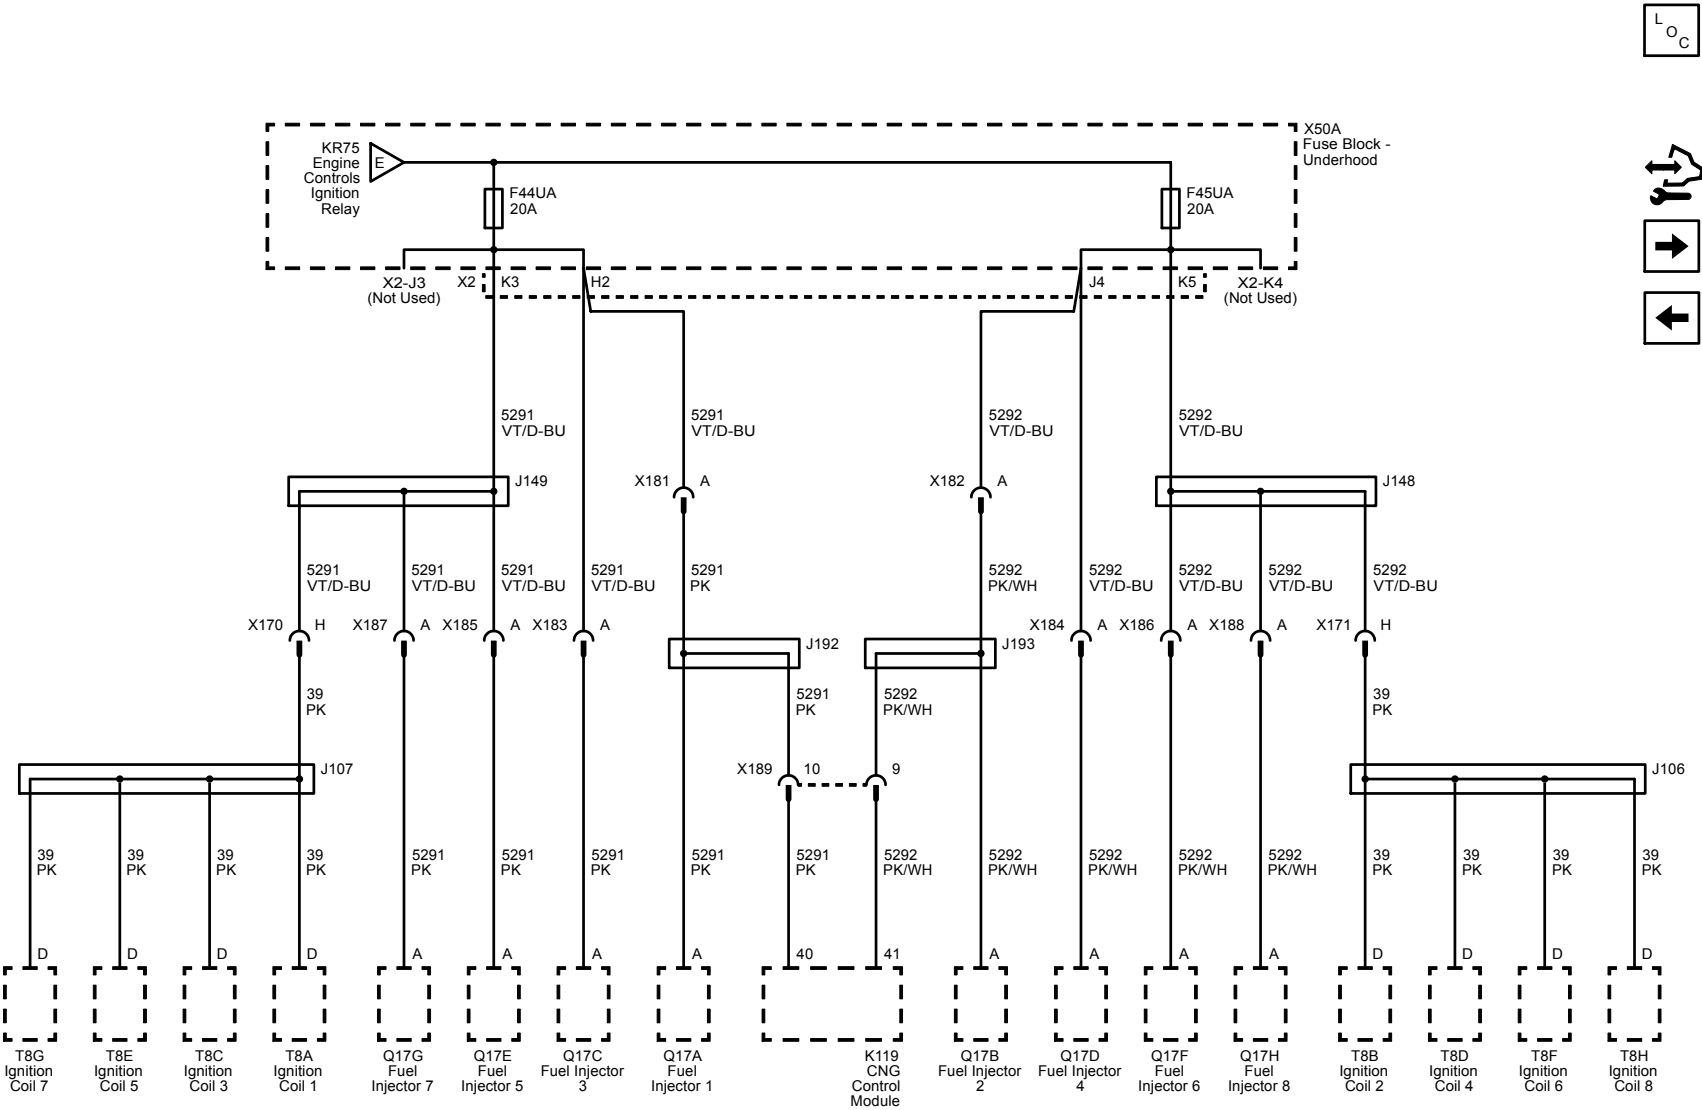 L
O
C
X50A
Fuse Block -
Underhood
KR75
Engine
Controls
Ignition
Relay
E
F44UA
20A
F45UA
20A
X2-J3
(Not Used)
X2
K3
H2
J4
K5
X2-K4
(Not Used)
5291
VT/D-BU
5291
VT/D-BU
5292
VT/D-BU
5292
VT/D-BU
J149
X181
A
X182
A
J148
5291
VT/D-BU
5291
VT/D-BU
5291
VT/D-BU
5291
VT/D-BU
5291
PK
5292
PK/WH
5292
VT/D-BU
5292
VT/D-BU
5292
VT/D-BU
5292
VT/D-BU
X170
H
X187
A
X185
A
X183
A
X184
A
X186
A
X188
A
X171
H
J192
J193
39
PK
5291
PK
5292
PK/WH
39
PK
J107
X189
10
9
J106
39
PK
39
PK
39
PK
39
PK
5291
PK
5291
PK
5291
PK
5291
PK
5291
PK
5292
PK/WH
5292
PK/WH
5292
PK/WH
5292
PK/WH
5292
PK/WH
39
PK
39
PK
39
PK
39
PK
D
D
D
D
A
A
A
A
40
41
A
A
A
A
D
D
D
D
T8G
Ignition
Coil 7
T8E
Ignition
Coil 5
T8C
Ignition
Coil 3
T8A
Ignition
Coil 1
Q17G
Fuel
Injector 7
Q17E
Fuel
Injector 5
Q17C
Fuel Injector
3
Q17A
Fuel
Injector 1
K119
CNG
Control
Module
Q17B
Fuel Injector
2
Q17D
Fuel Injector
4
Q17F
Fuel
Injector 6
Q17H
Fuel
Injector 8
T8B
Ignition
Coil 2
T8D
Ignition
Coil 4
T8F
Ignition
Coil 6
T8H
Ignition
Coil 8